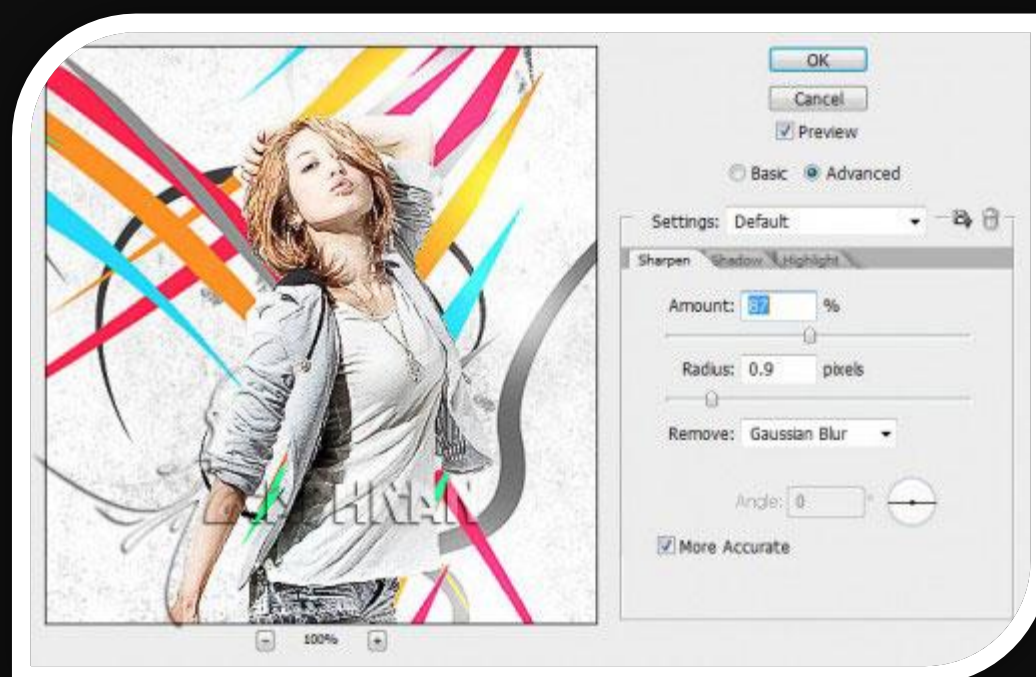 OK
Cancel
Preview
Basic Advanced
Settings: Default
Sharpen Shadow Highlight
Amount: 87 %
Radius: 0.9 pixels
Remove: Gaussian Blur
Angle: 0 °
More Accurate
100%